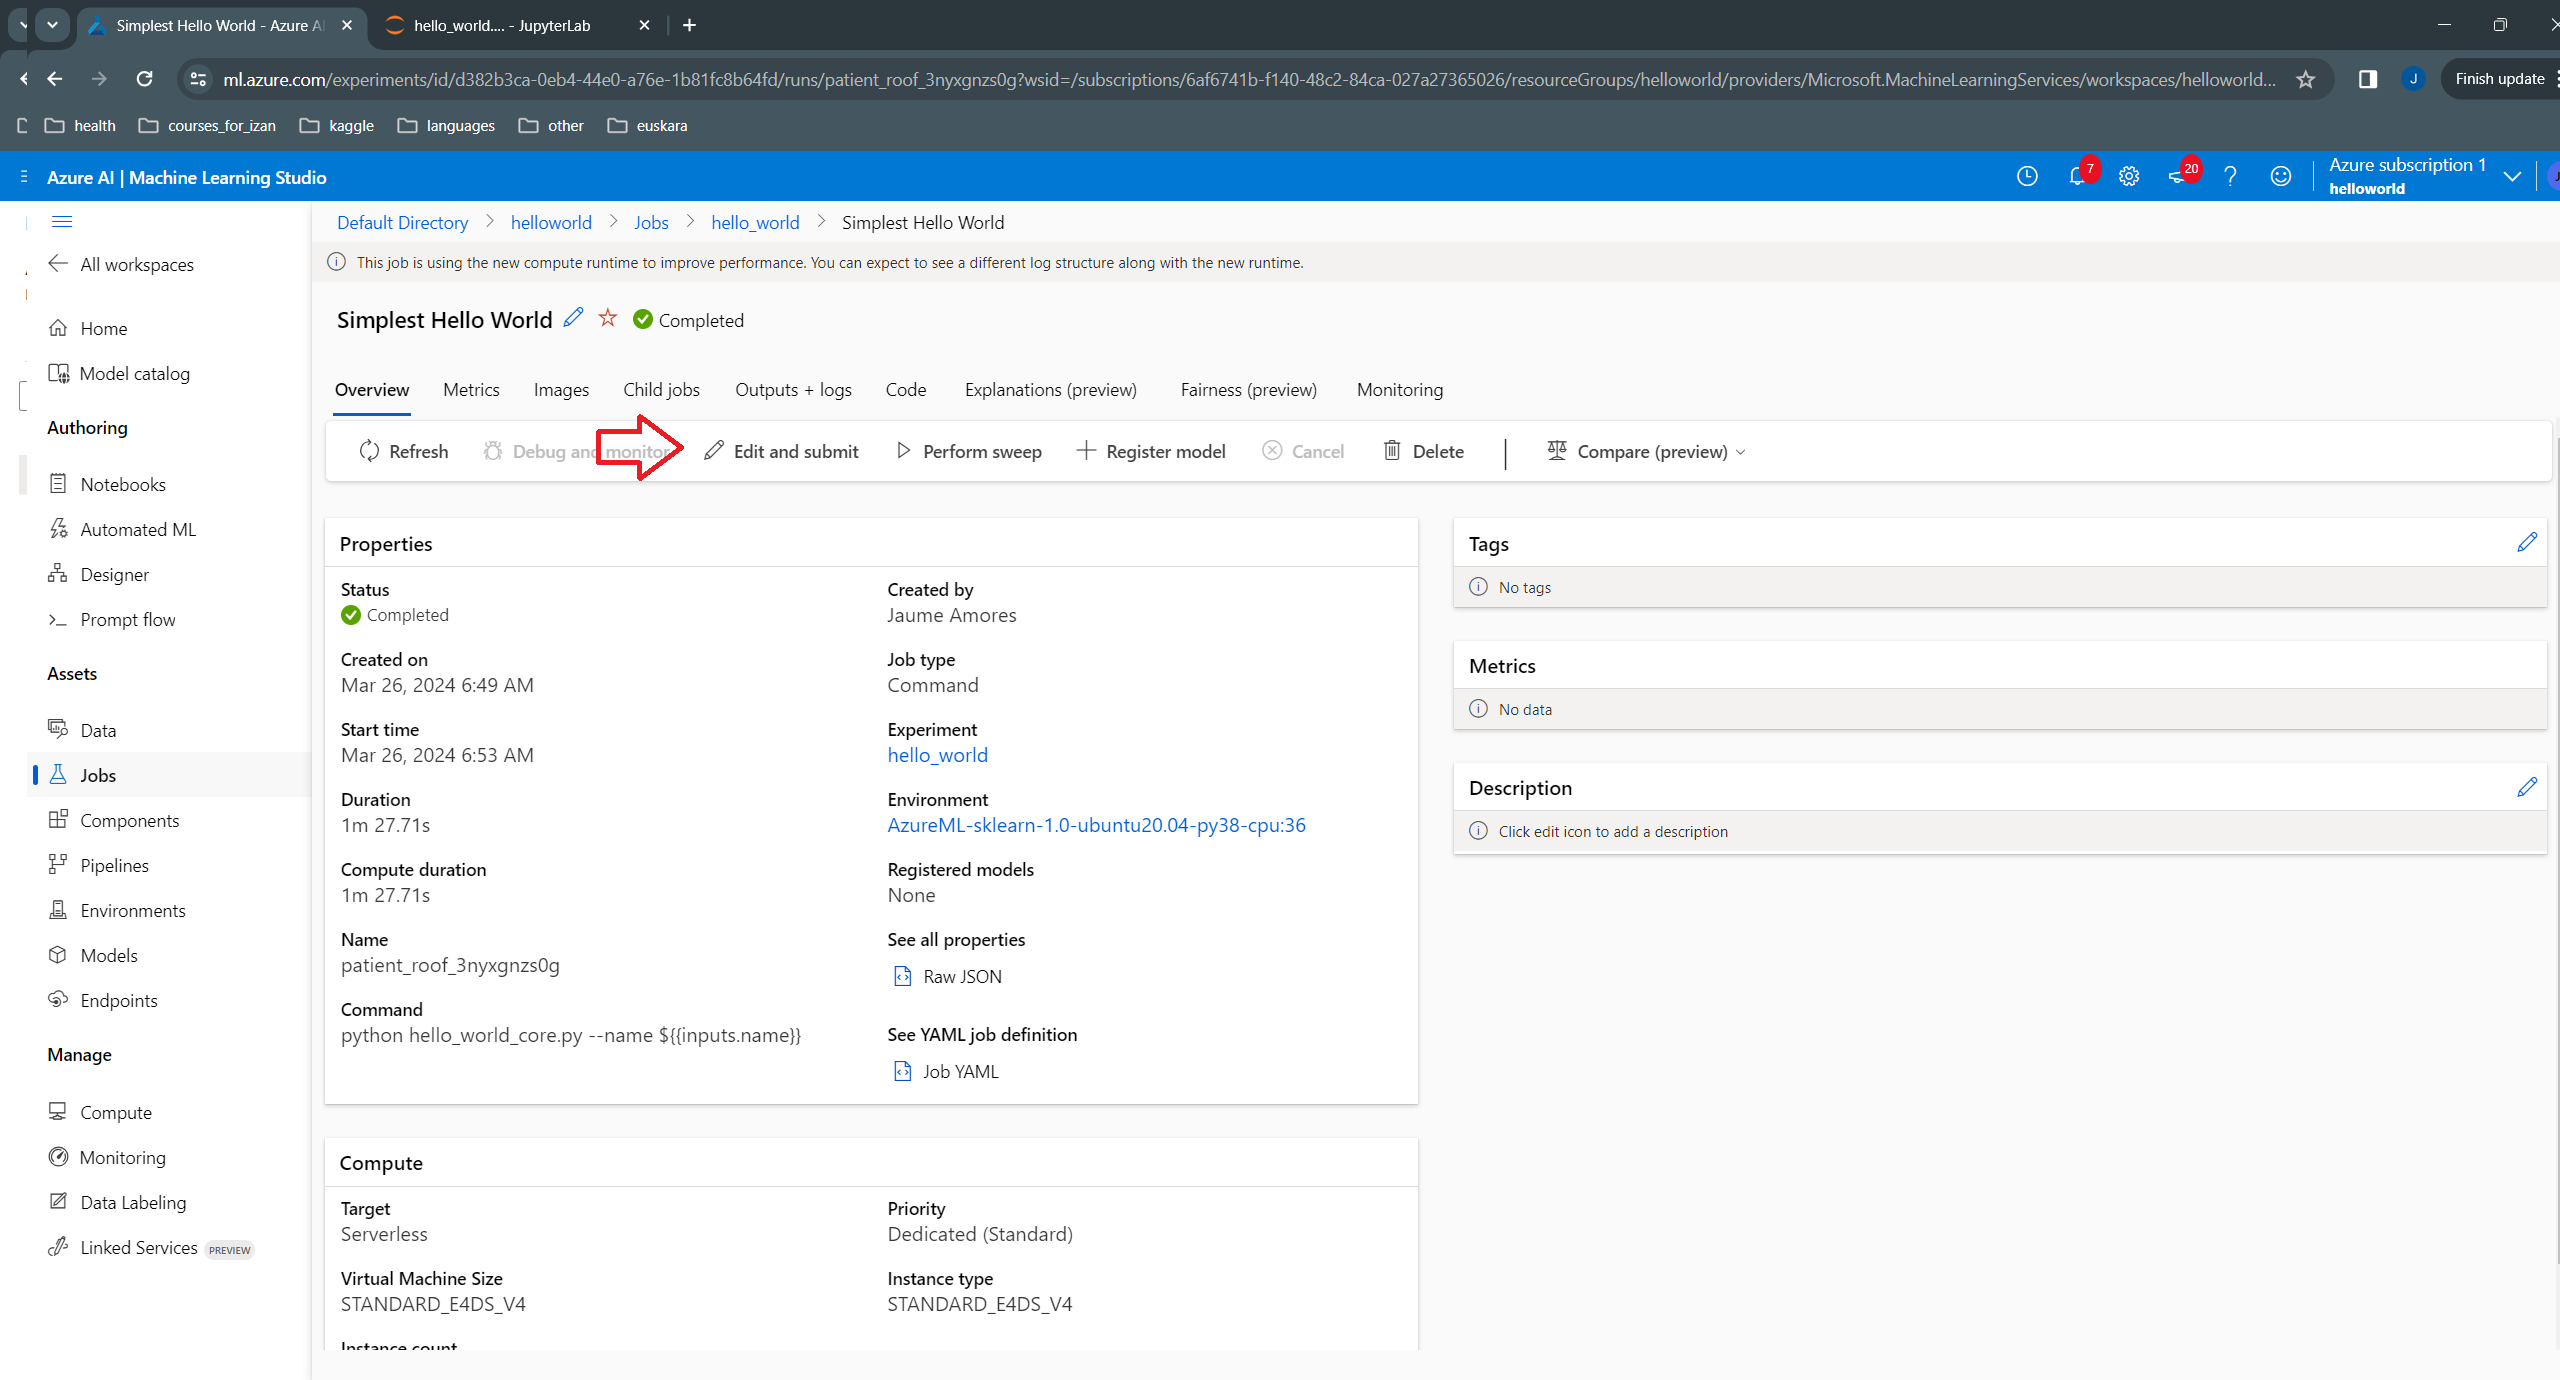 Simplest Hello World - Azure AI
hello_world.... - JupyterLab
ml.azure.com/experiments/id/d382b3ca-0eb4-44e0-a76e-1b81fc8b64fd/runs/patient_roof_3nyxgnzs0g?wsid=/subscriptions/6af6741b-f140-48c2-84ca-027a27365026/resourceGroups/helloworld/providers/Microsoft.MachineLearningServices/workspaces/helloworld...
J
Finish update
health
courses_for_izan
kaggle
languages
other
euskara
Azure AI | Machine Learning Studio
7
20
Azure subscription 1
helloworld
All workspaces
Home
Model catalog
Authoring
Notebooks
Automated ML
Designer
Prompt flow
Assets
Data
Jobs
Components
Pipelines
Environments
Models
Endpoints
Manage
Compute
Monitoring
Data Labeling
Linked Services PREVIEW
Default Directory > helloworld > Jobs > hello_world > Simplest Hello World
This job is using the new compute runtime to improve performance. You can expect to see a different log structure along with the new runtime.
Simplest Hello World
Completed
Overview
Metrics
Images
Child jobs
Outputs + logs
Code
Explanations (preview)
Fairness (preview)
Monitoring
Refresh
Debug and monitor
Edit and submit
Perform sweep
Register model
Cancel
Delete
Compare (preview)
Properties
Status
Completed
Created on
Mar 26, 2024 6:49 AM
Start time
Mar 26, 2024 6:53 AM
Duration
1m 27.71s
Compute duration
1m 27.71s
Name
patient_roof_3nyxgnzs0g
Command
python hello_world_core.py --name ${{inputs.name}}
Created by
Jaume Amores
Job type
Command
Experiment
hello_world
Environment
AzureML-sklearn-1.0-ubuntu20.04-py38-cpu:36
Registered models
None
See all properties
Raw JSON
See YAML job definition
Job YAML
Compute
Target
Serverless
Virtual Machine Size
STANDARD_E4DS_V4
Instance count
Priority
Dedicated (Standard)
Instance type
STANDARD_E4DS_V4
Tags
No tags
Metrics
No data
Description
Click edit icon to add a description